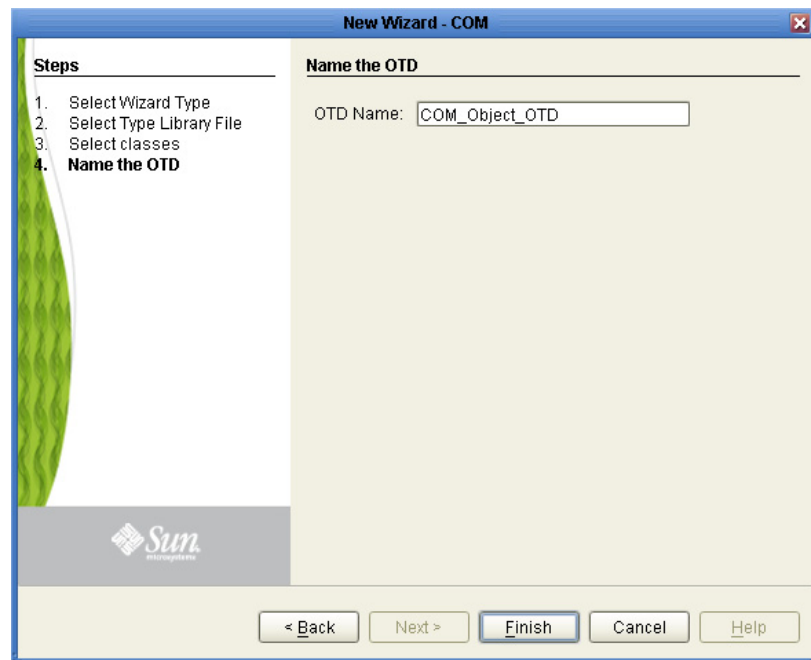 New Wizard - COM
Steps
1. Select Wizard Type
2. Select Type Library File
3. Select classes
4. Name the OTD
Name the OTD
OTD Name: COM_Object_OTD
Sun
microsystems
< Back Next > Finish Cancel Help